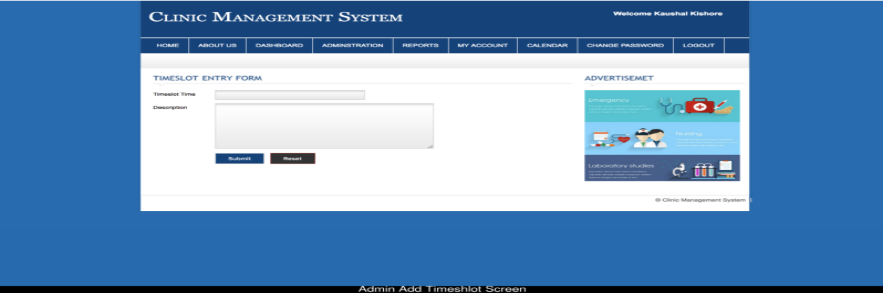 Clinic Management System
Welcome Kaushal Kishore
HOME ABOUT US DASHBOARD ADMINSTRATION REPORTS MY ACCOUNT CALENDAR CHANGE PASSWORD LOGOUT
TIMESLOT ENTRY FORM
ADVERTISEMET
Timeslot Time
Description
Emergency
Nursing
Laboratory studies
Submit Reset
© Clinic Management System
Admin Add Timeshlot Screen